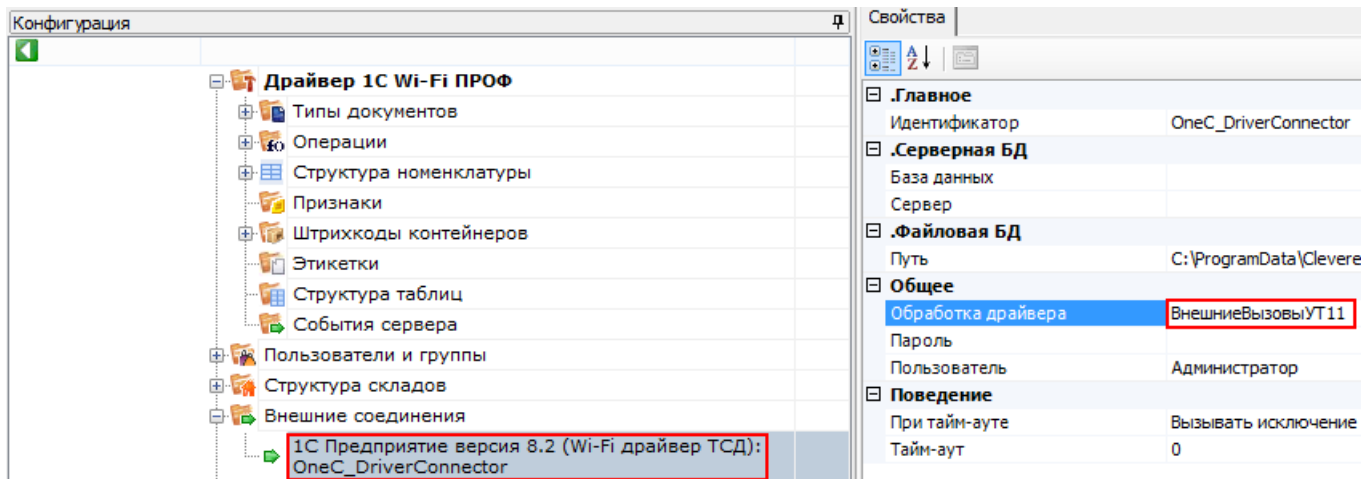 Конфигурация
Драйвер 1С Wi-Fi ПРОФ
Типы документов
Операции
Структура номенклатуры
Признаки
Штрихкоды контейнеров
Этикетки
Структура таблиц
События сервера
Пользователи и группы
Структура складов
Внешние соединения
1С Предприятие версия 8.2 (Wi-Fi драйвер ТСД):
OneC_DriverConnector
Свойства
.Главное
Идентификатор OneC_DriverConnector
.Серверная БД
База данных
Сервер
.Файловая БД
Путь C:\ProgramData\Clevere
Общее
Обработка драйвера ВнешниеВызовыУТ11
Пароль
Пользователь Администратор
Поведение
При тайм-ауте Вызывать исключение
Тайм-аут 0